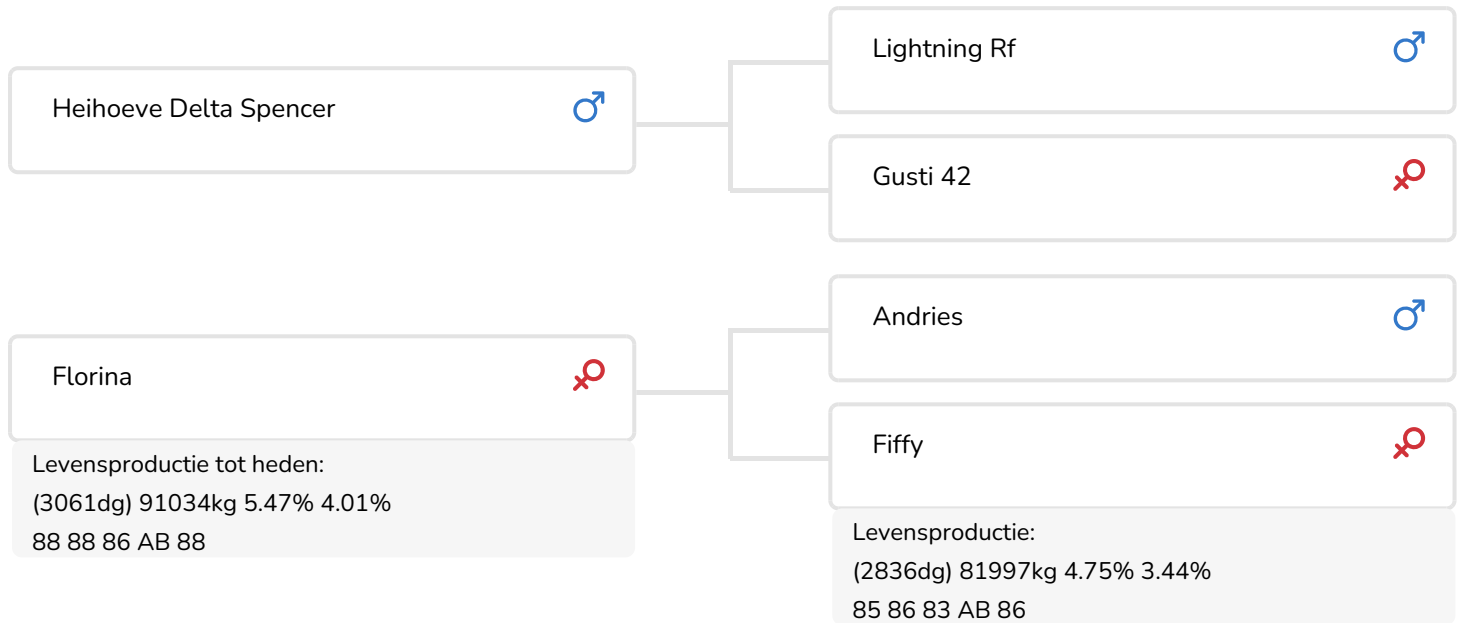 Lightning Rf
Heihoeve Delta Spencer
Gusti 42
Andries
Florina
Fiffy
Levensproductie tot heden:
(3061dg) 91034kg 5.47% 4.01%
88 88 86 AB 88
Levensproductie:
(2836dg) 81997kg 4.75% 3.44%
85 86 83 AB 86